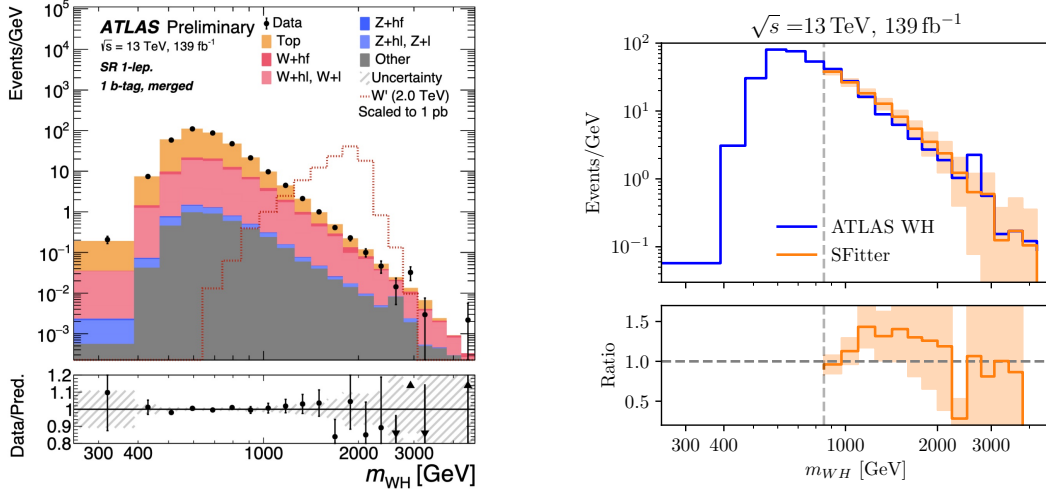 ATLAS Preliminary
√s = 13 TeV, 139 fb⁻¹
SR 1-lep.
1 b-tag, merged
Data
Top
W+hf
W+hl, W+l
Z+hf
Z+hl, Z+l
Other
Uncertainty
W' (2.0 TeV)
Scaled to 1 pb
Events/GeV
10⁵
10⁴
10³
10²
10
1
10⁻¹
10⁻²
10⁻³
Data/Pred.
1.2
1.1
1
0.9
0.8
300 400 1000 2000 3000
m_WH [GeV]
√s =13 TeV, 139 fb⁻¹
Events/GeV
10²
10¹
10⁰
10⁻¹
ATLAS WH
SFitter
Ratio
1.5
1.0
0.5
300 400 1000 2000 3000
m_WH [GeV]